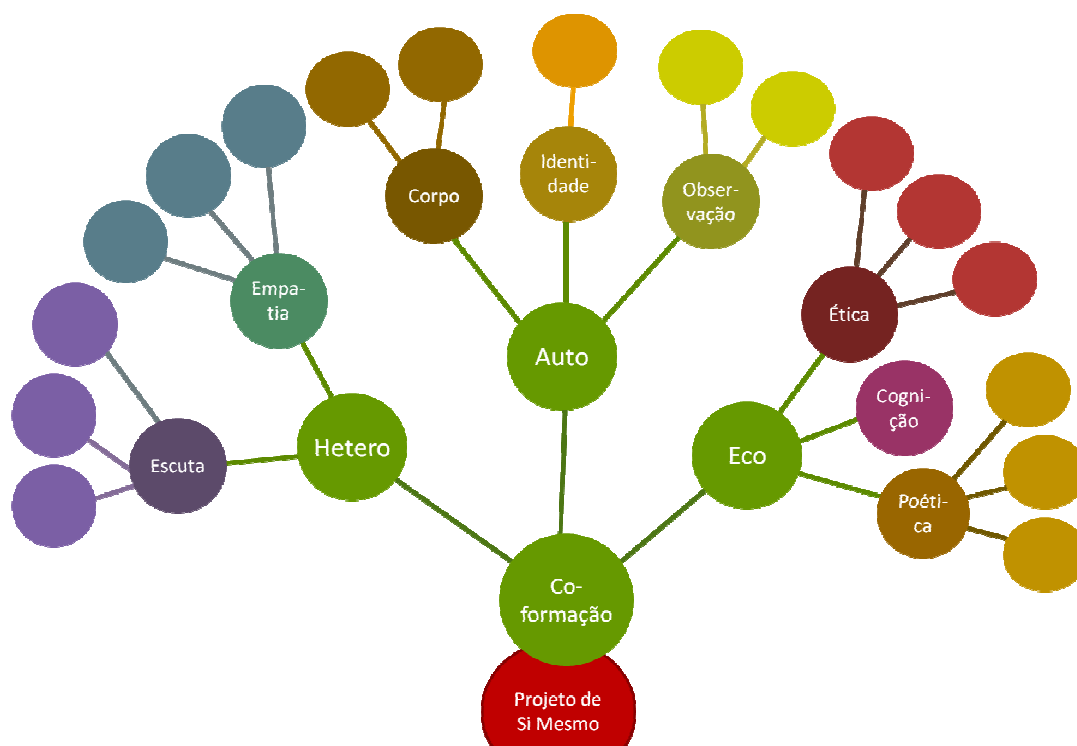 Identi-
dade
Corpo
Obser-
vação
Empa-
tia
Ética
Auto
Cogni-
ção
Hetero
Eco
Escuta
Poéti-
ca
Co-
formação
Projeto de
Si Mesmo